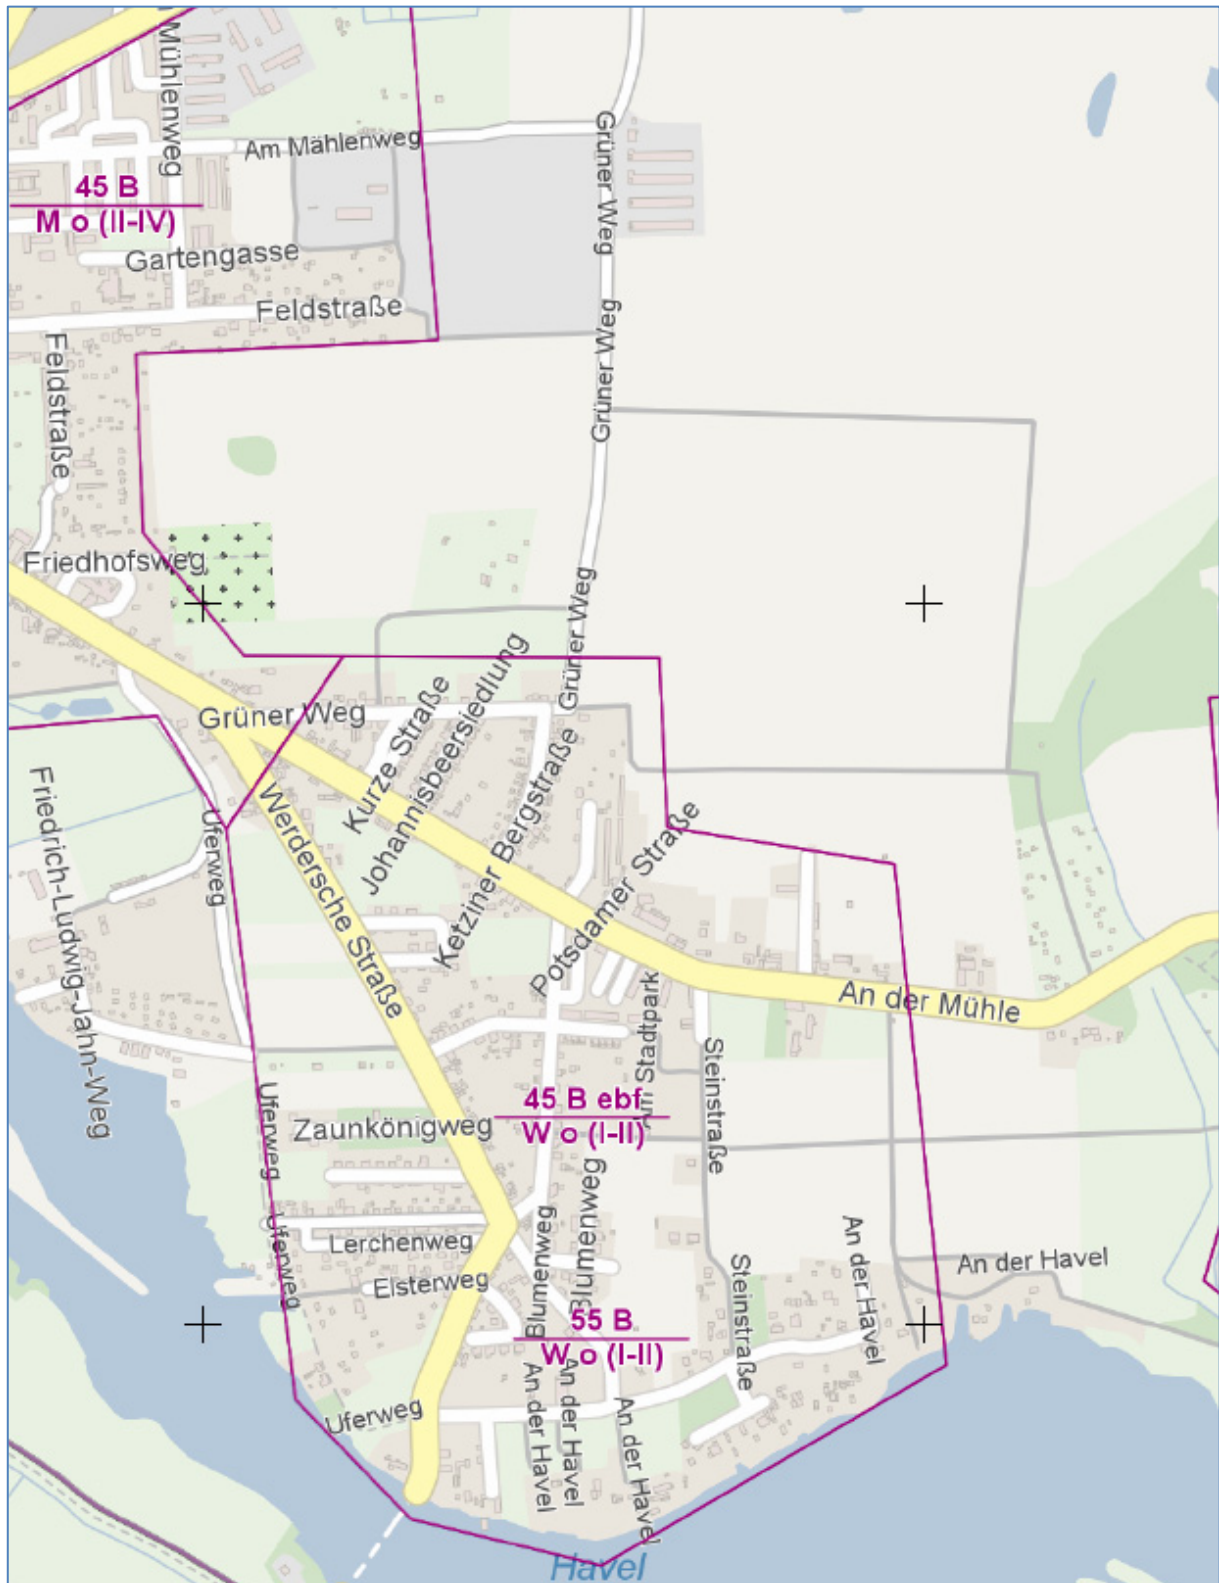 Mühlenweg
Am Mählenweg
Grüner Weg
45 B
M o (II-IV)
Gartengasse
Feldstraße
Grüner Weg
Feldstraße
Friedhofsweg
Grüner Weg
Grüner Weg
Kurze Straße
Johannisbeersiedlung
Ketziner Bergstraße
Potsdamer Straße
Friedrich-Ludwig-Jahn-Weg
Uferweg
Werdersche Straße
An der Mühle
Am Stadtpark
Steinstraße
45 B ebf
W o (I-II)
Uferweg
Zaunkönigweg
Blumenweg
Blumenweg
Uferweg
Lerchenweg
Elsterweg
Steinstraße
An der Havel
An der Havel
55 B
W o (I-II)
Uferweg
An der Havel
An der Havel
An der Havel
Havel